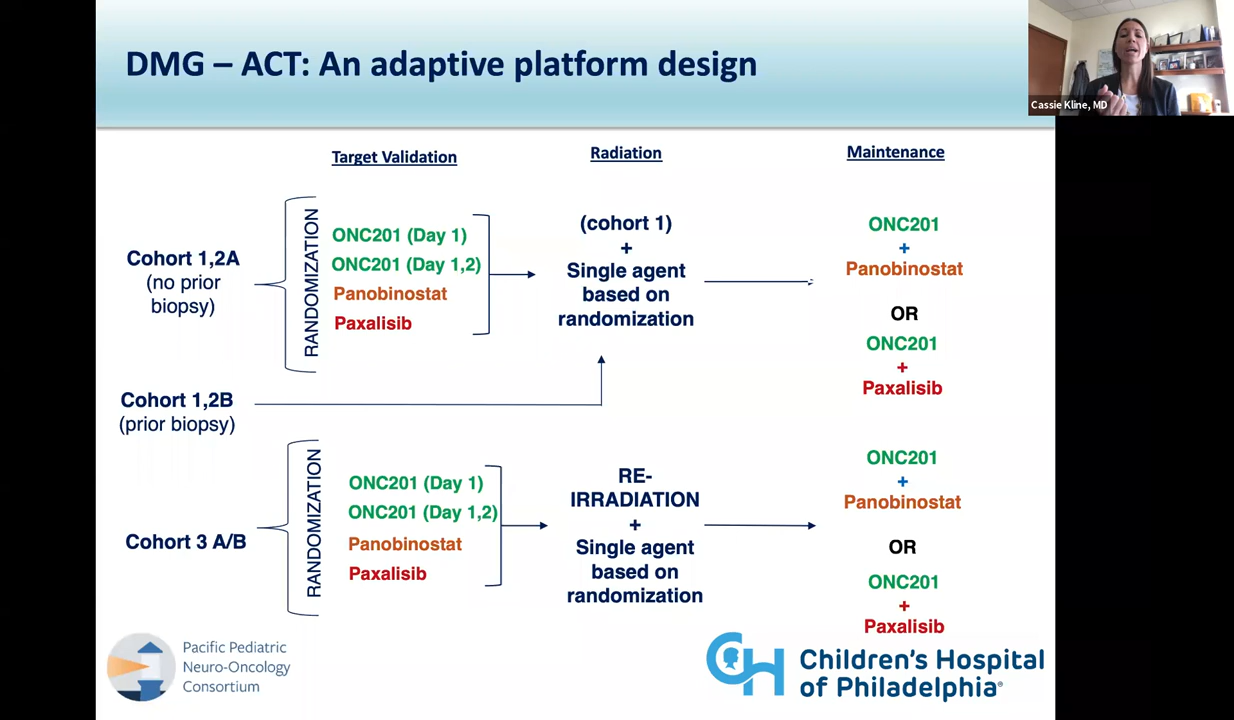 DMG – ACT: An adaptive platform design
Cassie Kline, MD
Target Validation
Radiation
Maintenance
Cohort 1,2A
(no prior
biopsy)
RANDOMIZATION
ONC201 (Day 1)
ONC201 (Day 1,2)
Panobinostat
Paxalisib
(cohort 1)
+
Single agent
based on
randomization
ONC201
+
Panobinostat
OR
ONC201
+
Paxalisib
Cohort 1,2B
(prior biopsy)
Cohort 3 A/B
RANDOMIZATION
ONC201 (Day 1)
ONC201 (Day 1,2)
Panobinostat
Paxalisib
RE-
IRRADIATION
+
Single agent
based on
randomization
ONC201
+
Panobinostat
OR
ONC201
+
Paxalisib
Pacific Pediatric
Neuro-Oncology
Consortium
CH
Children's Hospital
of Philadelphia®